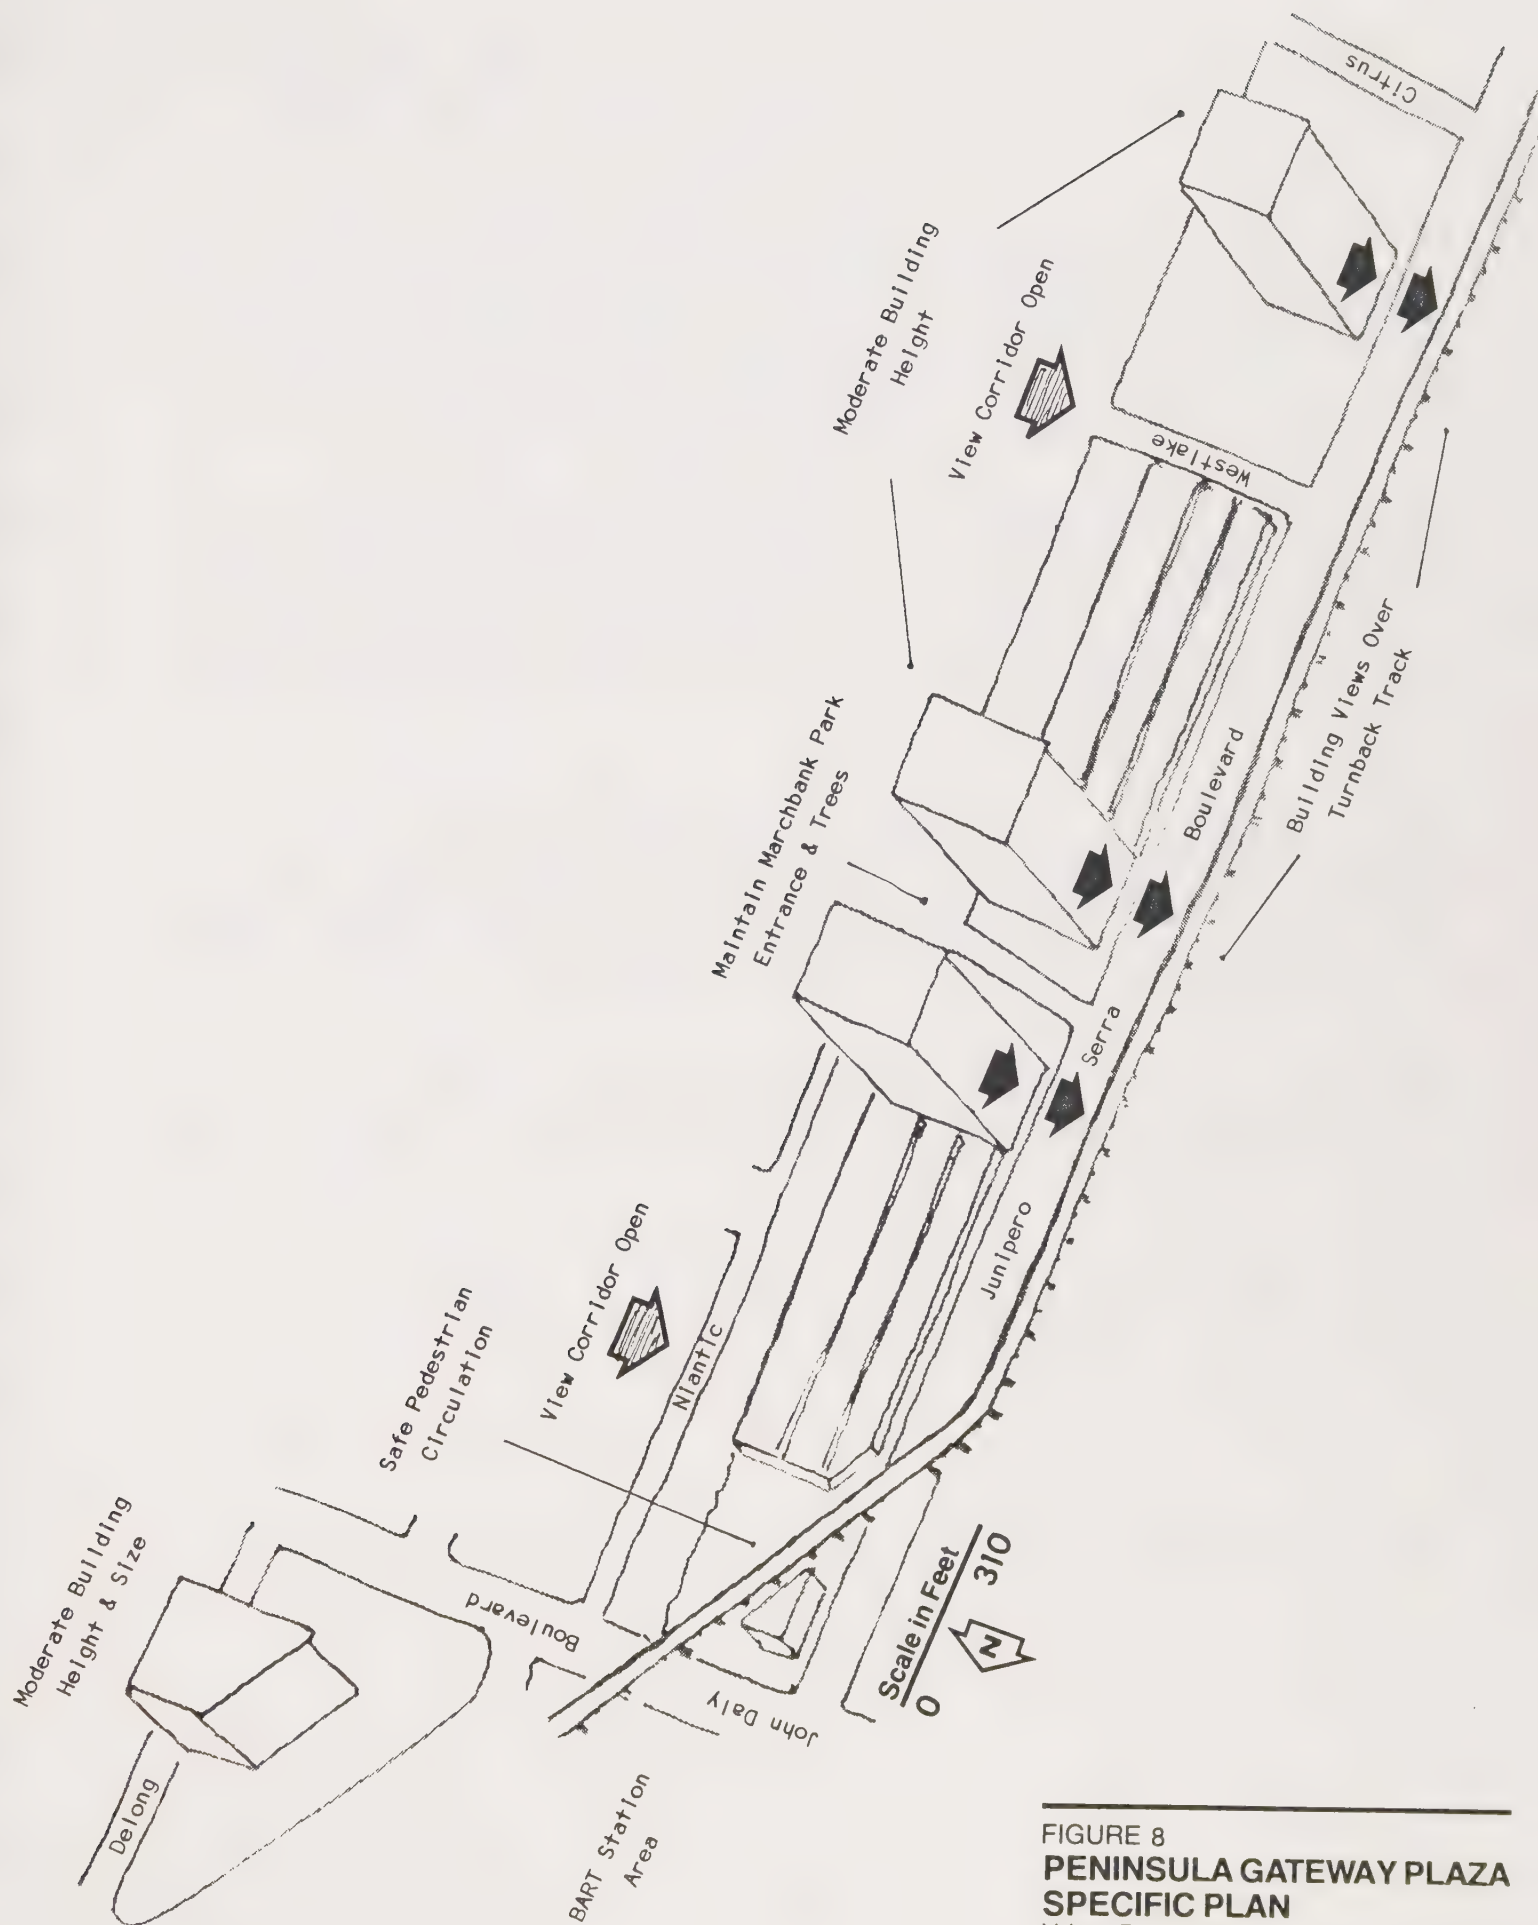 Citrus
Moderate Building
Height
View Corridor Open
Westlake
Building Views Over
Turnback Track
Maintain Marchbank Park
Entrance & Trees
Boulevard
Serra
Junipero
View Corridor Open
Niantic
Safe Pedestrian
Circulation
Moderate Building
Height & Size
Boulevard
John Daly
Delong
BART Station
Area
Scale in Feet
0 310
N
FIGURE 8
PENINSULA GATEWAY PLAZA
SPECIFIC PLAN